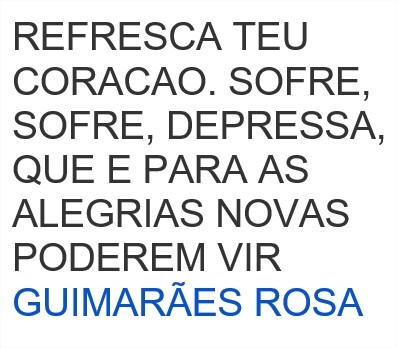 REFRESCA TEU
CORACAO. SOFRE,
SOFRE, DEPRESSA,
QUE E PARA AS
ALEGRIAS NOVAS
PODEREM VIR
GUIMARÃES ROSA